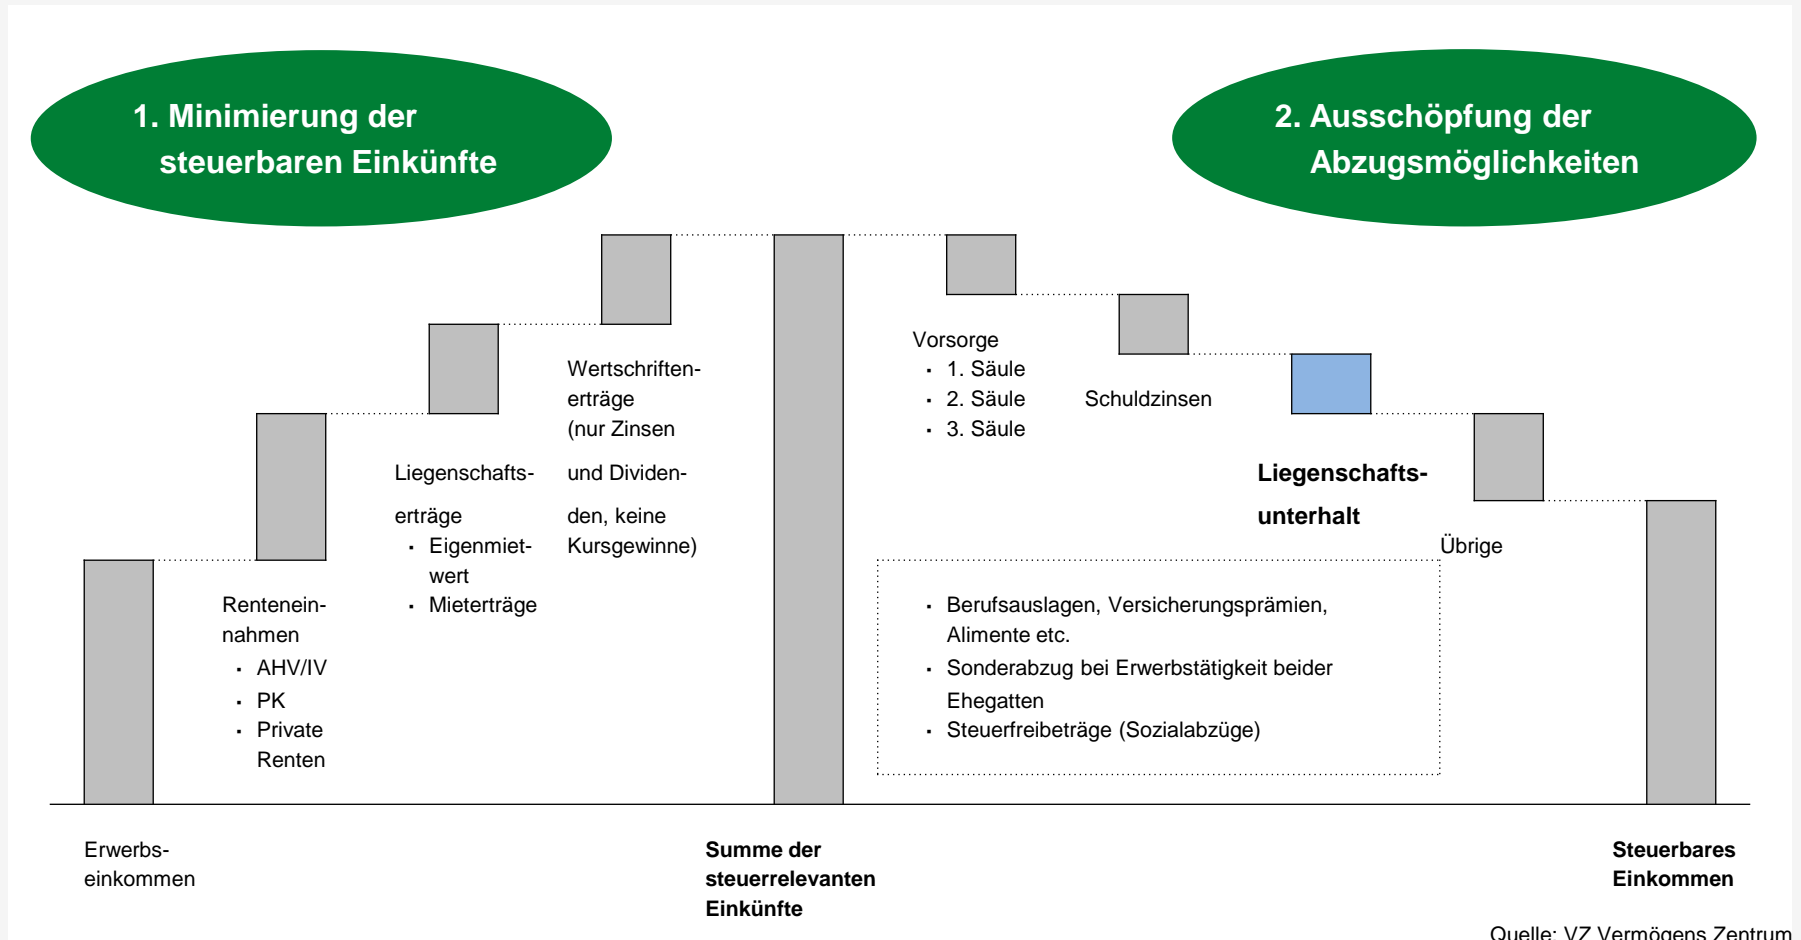 1. Minimierung der
steuerbaren Einkünfte
2. Ausschöpfung der
Abzugsmöglichkeiten
Wertschriften-
erträge
(nur Zinsen
und Dividen-
den, keine
Kursgewinne)
Vorsorge
▪ 1. Säule
▪ 2. Säule
▪ 3. Säule
Schuldzinsen
Liegenschafts-
erträge
▪ Eigenmiet-
wert
▪ Mieterträge
Liegenschafts-
unterhalt
Übrige
Rentenein-
nahmen
▪ AHV/IV
▪ PK
▪ Private
Renten
▪ Berufsauslagen, Versicherungsprämien,
Alimente etc.
▪ Sonderabzug bei Erwerbstätigkeit beider
Ehegatten
▪ Steuerfreibeträge (Sozialabzüge)
Erwerbs-
einkommen
Summe der
steuerrelevanten
Einkünfte
Steuerbares
Einkommen
Quelle: VZ Vermögens Zentrum